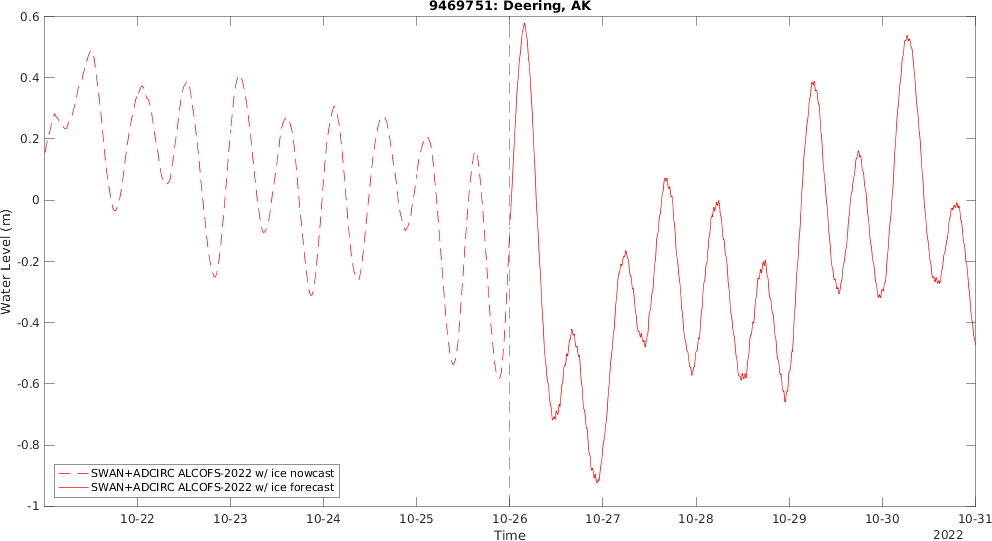 9469751: Deering, AK
0.6
0.4
0.2
0
-0.2
-0.4
-0.6
-0.8
-1
Water Level (m)
SWAN+ADCIRC ALCOFS-2022 w/ ice nowcast
SWAN+ADCIRC ALCOFS-2022 w/ ice forecast
10-22 10-23 10-24 10-25 10-26 10-27 10-28 10-29 10-30 10-31
Time
2022